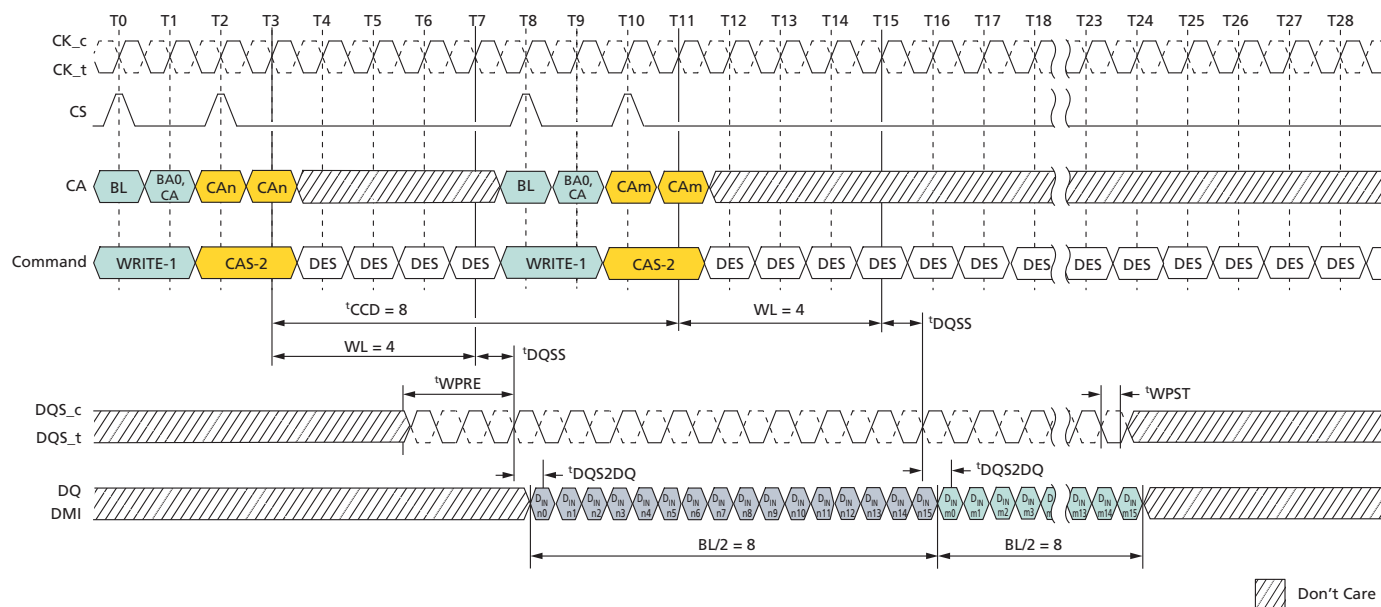 T0 T1 T2 T3 T4 T5 T6 T7 T8 T9 T10 T11 T12 T13 T14 T15 T16 T17 T18 T23 T24 T25 T26 T27 T28
CK_c
CK_t
CS
CA BL BA0, CA CAn CAn BL BA0, CA CAm CAm
Command WRITE-1 CAS-2 DES DES DES DES WRITE-1 CAS-2 DES DES DES DES DES DES DES DES DES DES DES DES DES
tCCD = 8 WL = 4 tDQSS
WL = 4 tDQSS
tWPRE tWPST
DQS_c
DQS_t
tDQS2DQ tDQS2DQ
DQ
DMI
DIN n0 DIN n1 DIN n2 DIN n3 DIN n4 DIN n5 DIN n6 DIN n7 DIN n8 DIN n9 DIN n10 DIN n11 DIN n12 DIN n13 DIN n14 DIN n15 DIN m0 DIN m1 DIN m2 DIN m3 DIN m13 DIN m14 DIN m15
BL/2 = 8 BL/2 = 8
Don't Care